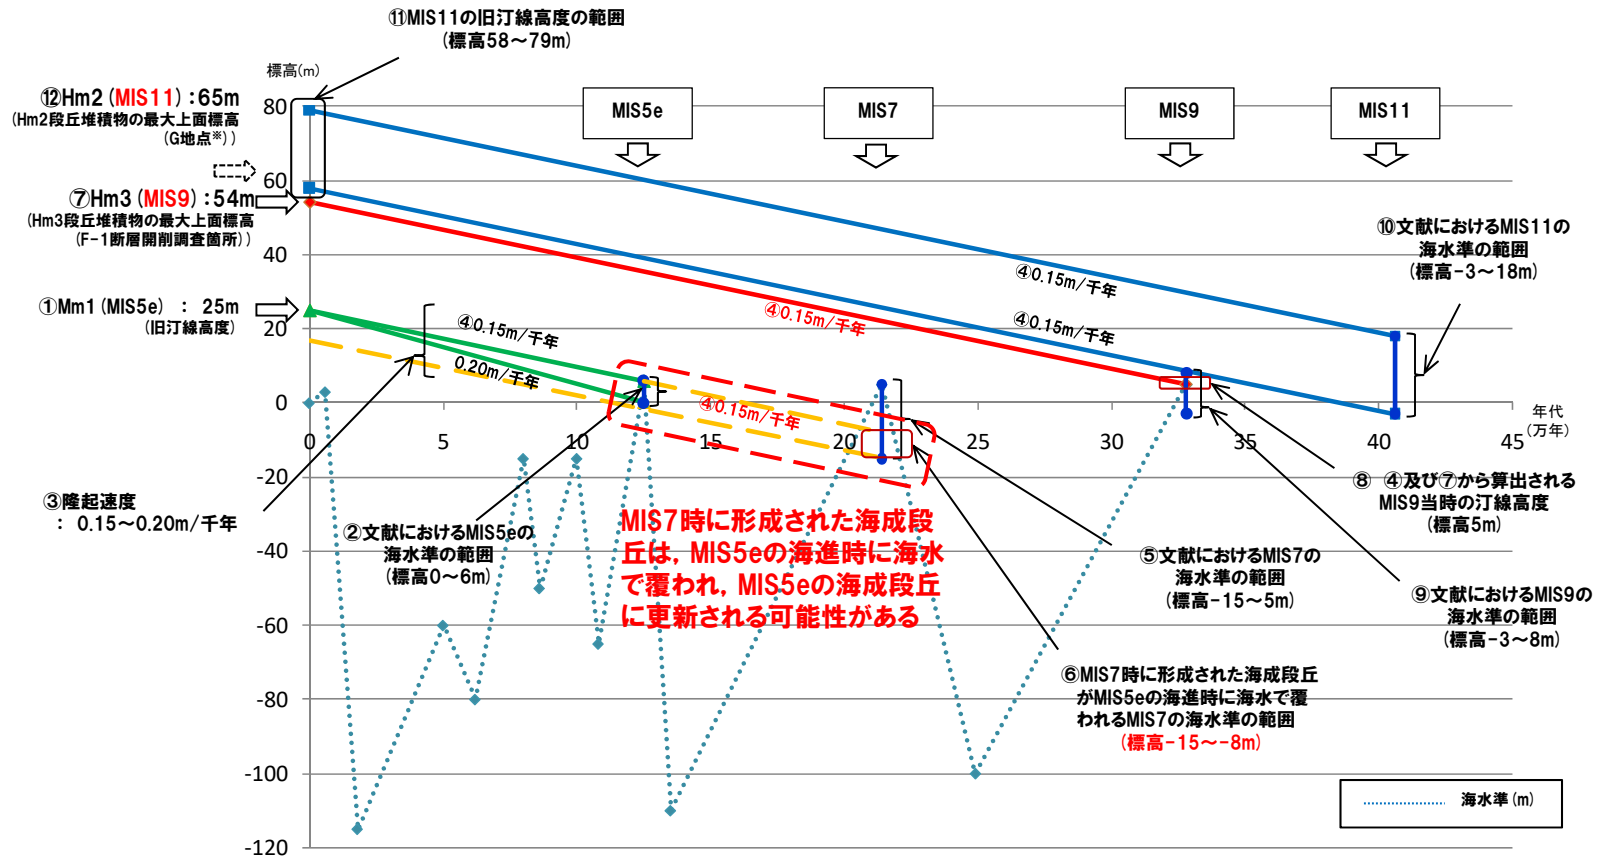 ⑪MIS11の旧汀線高度の範囲
(標高58～79m)
標高(m)
⑫Hm2(MIS11):65m
(Hm2段丘堆積物の最大上面標高
(G地点※))
⑦Hm3(MIS9):54m
(Hm3段丘堆積物の最大上面標高
(F-1断層開削調査箇所))
①Mm1(MIS5e) : 25m
(旧汀線高度)
③隆起速度
: 0.15～0.20m/千年
MIS5e
MIS7
MIS9
MIS11
80
60
40
20
0
-20
-40
-60
-80
-100
-120
0
5
10
15
20
25
30
35
40
45
年代
(万年)
④0.15m/千年
④0.15m/千年
④0.15m/千年
④0.15m/千年
0.20m/千年
④0.15m/千年
⑩文献におけるMIS11の
海水準の範囲
(標高-3～18m)
⑧ ④及び⑦から算出される
MIS9当時の汀線高度
(標高5m)
②文献におけるMIS5eの
海水準の範囲
(標高0～6m)
MIS7時に形成された海成段
丘は，MIS5eの海進時に海水
で覆われ，MIS5eの海成段丘
に更新される可能性がある
⑤文献におけるMIS7の
海水準の範囲
(標高-15～5m)
⑨文献におけるMIS9の
海水準の範囲
(標高-3～8m)
⑥MIS7時に形成された海成段丘
がMIS5eの海進時に海水で覆
われるMIS7の海水準の範囲
(標高-15～-8m)
海水準(m)